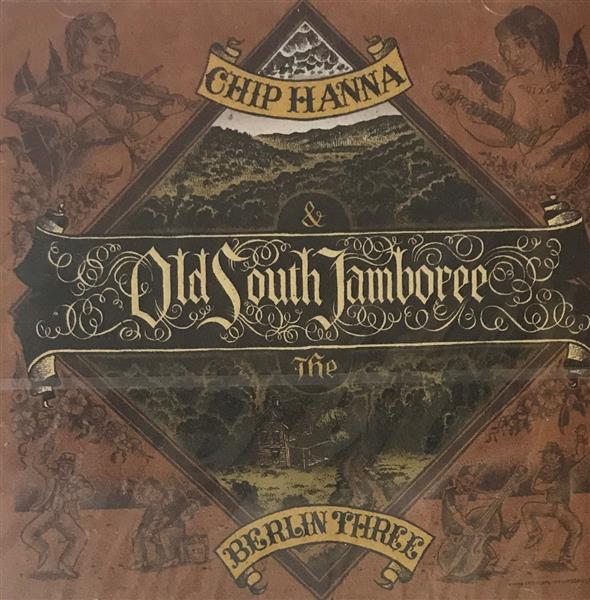 CHIP HANNA
&
Old South Jamboree
The
BERLIN THREE